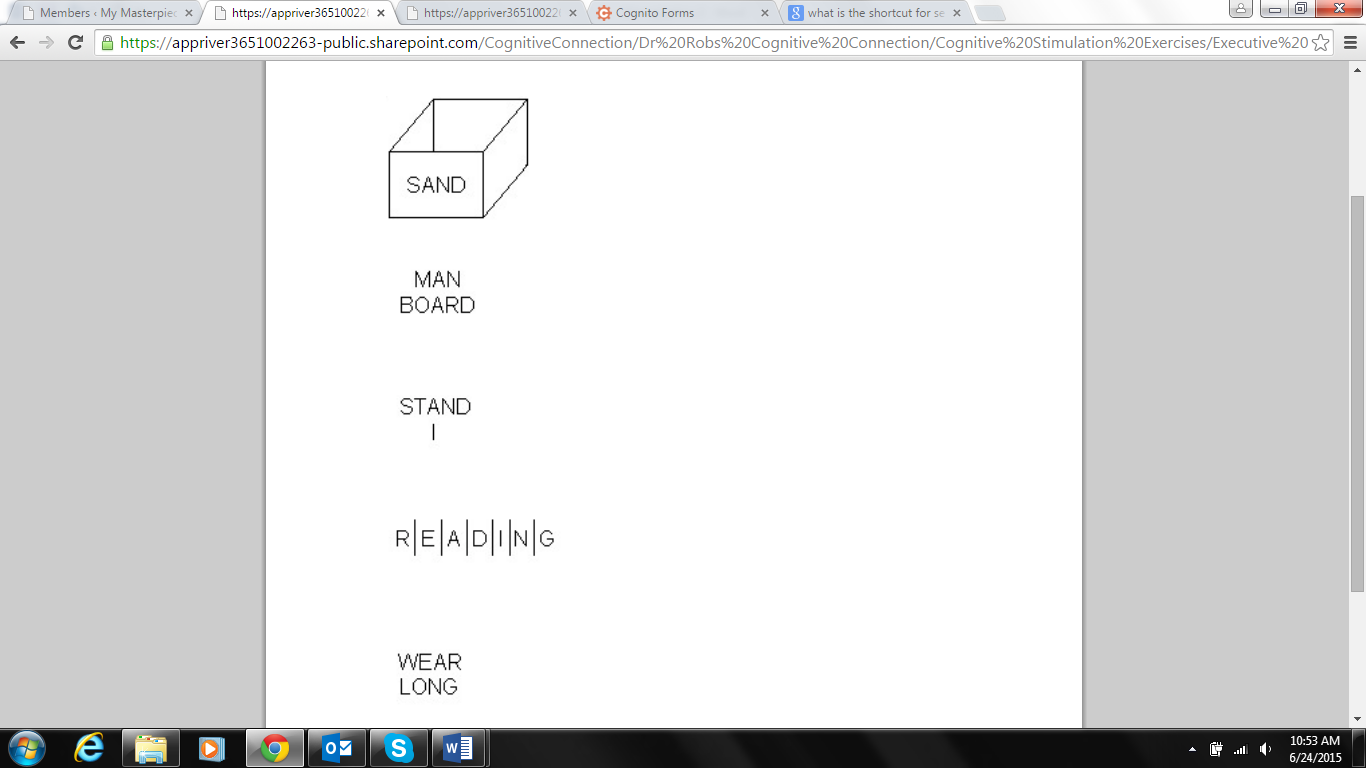 Members ‹ My Masterpiec
https://appriver36510022
https://appriver36510022
Cognito Forms
what is the shortcut for se
https://appriver3651002263-public.sharepoint.com/CognitiveConnection/Dr%20Robs%20Cognitive%20Connection/Cognitive%20Stimulation%20Exercises/Executive%20
SAND
MAN
BOARD
STAND
I
R|E|A|D|I|N|G
WEAR
LONG
10:53 AM
6/24/2015